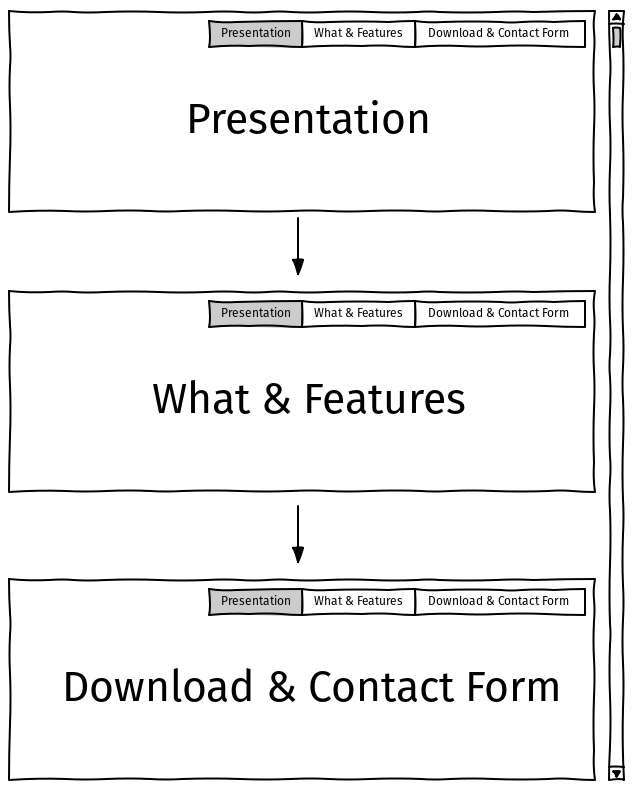 Presentation What & Features Download & Contact Form
Presentation
Presentation What & Features Download & Contact Form
What & Features
Presentation What & Features Download & Contact Form
Download & Contact Form